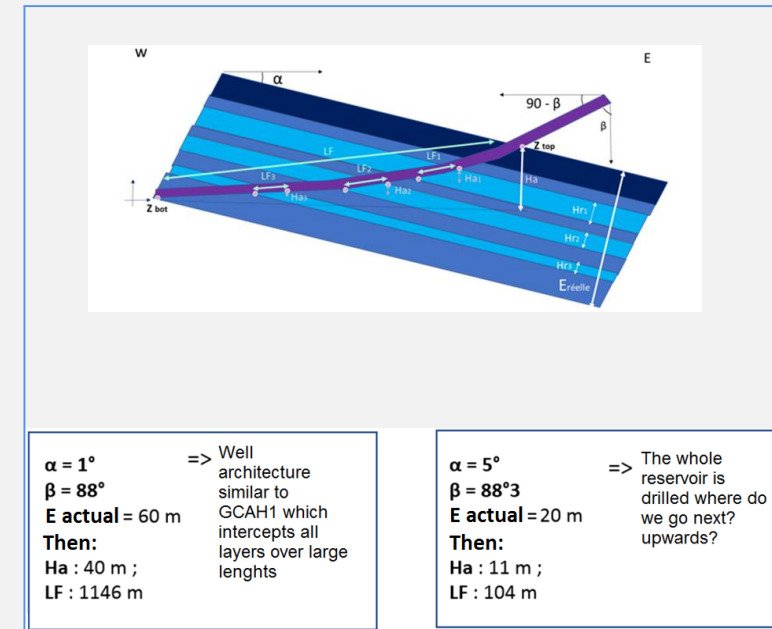 W
E
α
90 - β
β
Z top
LF
LF1
LF2
LF3
Ha1
Ha2
Ha3
Ha
Hr1
Hr2
Hr3
Z bot
Eréelle
α = 1°
β = 88°
E actual = 60 m
Then:
Ha : 40 m ;
LF : 1146 m
=> Well
architecture
similar to
GCAH1 which
intercepts all
layers over large
lenghts
α = 5°
β = 88°3
E actual = 20 m
Then:
Ha : 11 m ;
LF : 104 m
=> The whole
reservoir is
drilled where do
we go next?
upwards?